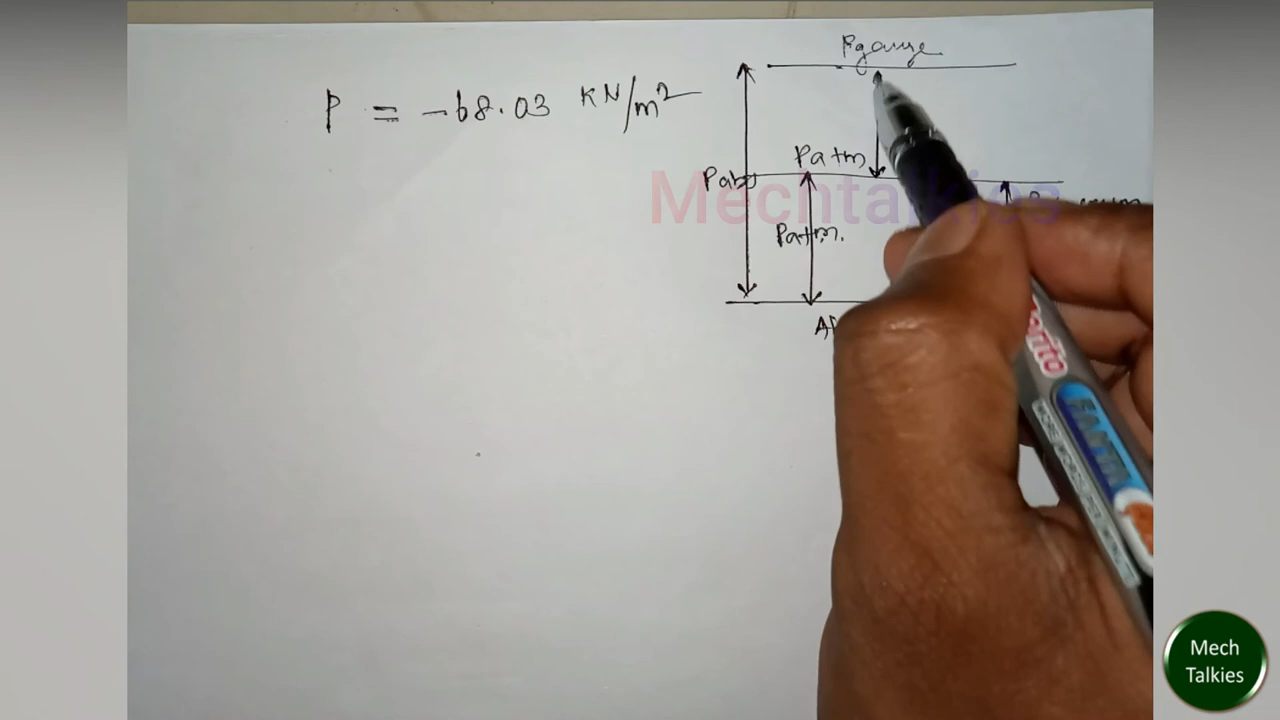 P = -68.03 KN/m²
Pgauge
Patm
Pabs
Patm.
Mechtalkies
Mech
Talkies